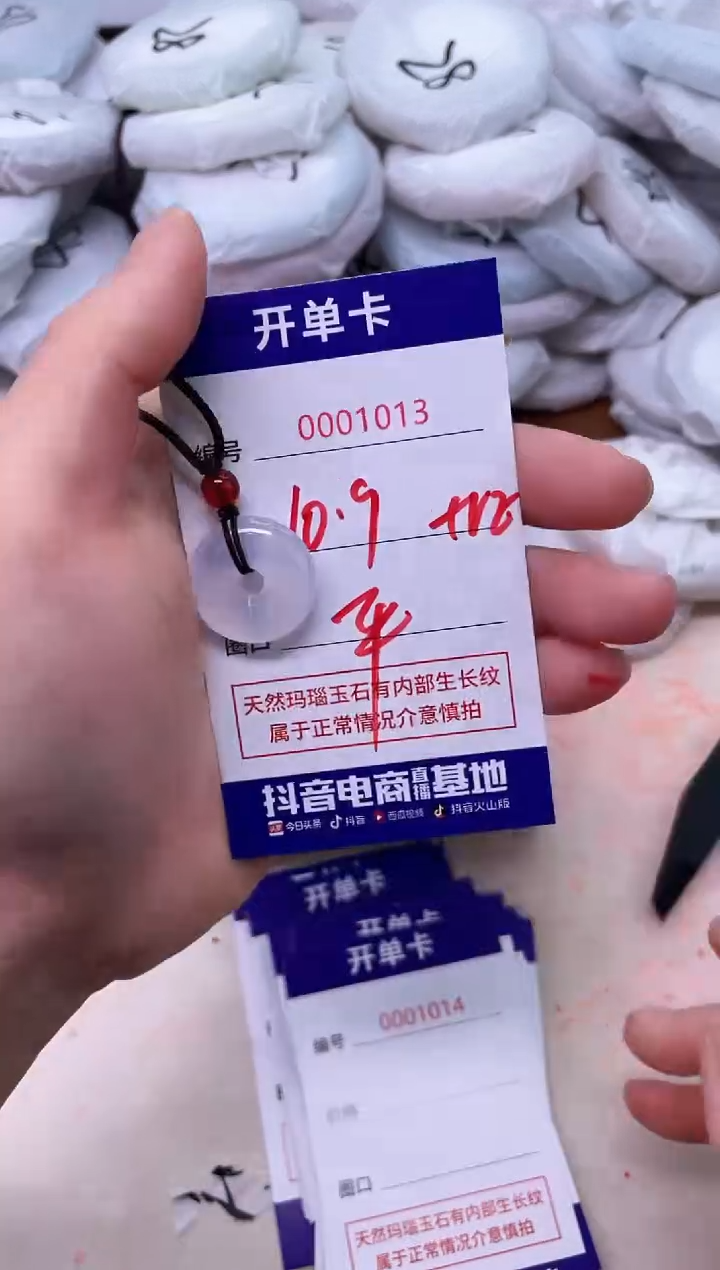 开单卡
编号 0001013
10.9
圈口 平
天然玛瑙玉石有内部生长纹
属于正常情况介意慎拍
抖音电商直播基地
今日头条 抖音 西瓜视频 抖音火山版
开单卡
开单卡
开单卡
编号 0001014
价格
圈口
天然玛瑙玉石有内部生长纹
属于正常情况介意慎拍